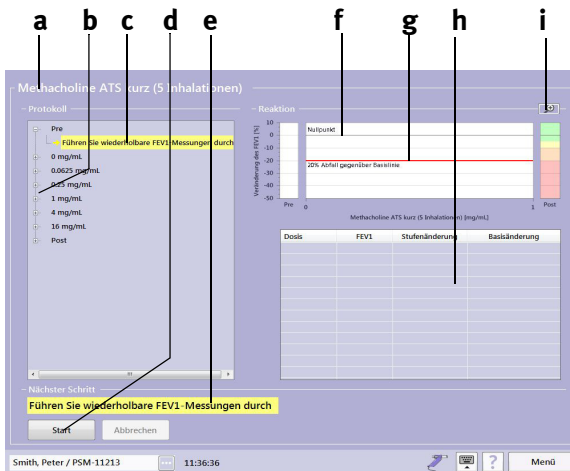 a b c d e f g h i
Methacholine ATS kurz (5 Inhalationen)
Protokoll
Pre
Führen Sie wiederholbare FEV1-Messungen durch
0 mg/mL
0.0625 mg/mL
0.25 mg/mL
1 mg/mL
4 mg/mL
16 mg/mL
Post
Reaktion
Veränderung des FEV1 [%]
10
0
-10
-20
-30
-40
-50
Nullpunkt
20% Abfall gegenüber Basislinie
Pre 0 1 Post
Methacholine ATS kurz (5 Inhalationen) [mg/mL]
Dosis FEV1 Stufenänderung Basisänderung
Nächster Schritt
Führen Sie wiederholbare FEV1-Messungen durch
Start Abbrechen
Smith, Peter / PSM-11213 ... 11:36:36 ? Menü